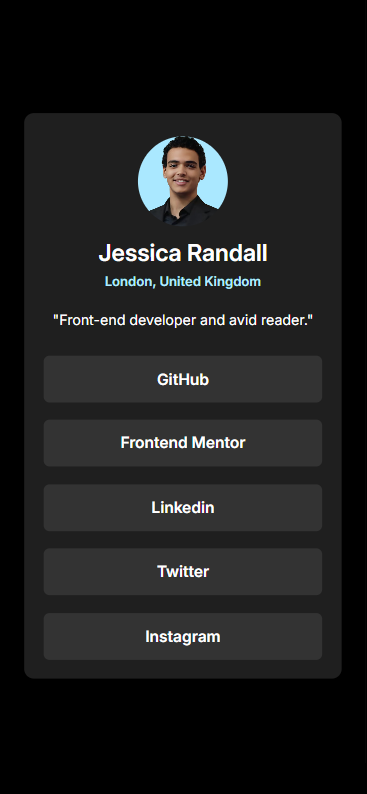 Jessica Randall
London, United Kingdom
"Front-end developer and avid reader."
GitHub
Frontend Mentor
Linkedin
Twitter
Instagram